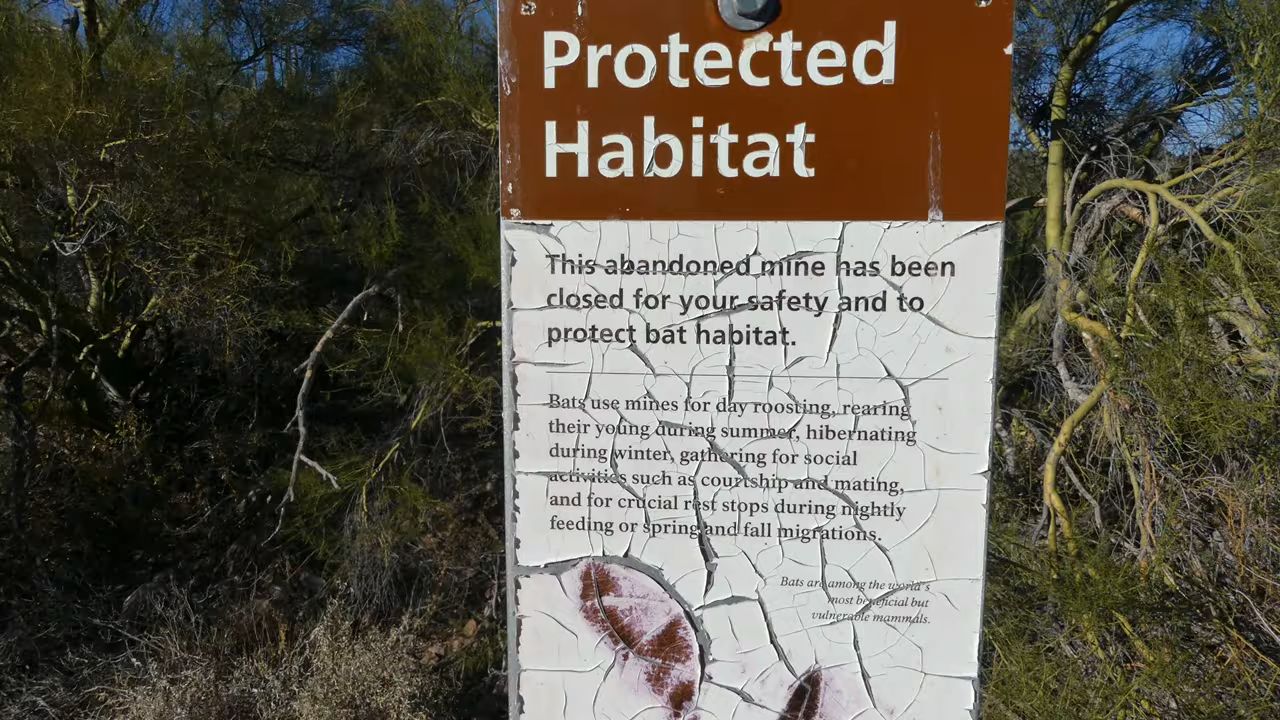 Protected
Habitat
This abandoned mine has been
closed for your safety and to
protect bat habitat.
Bats use mines for day roosting, rearing
their young during summer, hibernating
during winter, gathering for social
activities such as courtship and mating,
and for crucial rest stops during nightly
feeding or spring and fall migrations.
Bats are among the world's
most beneficial but
vulnerable mammals.